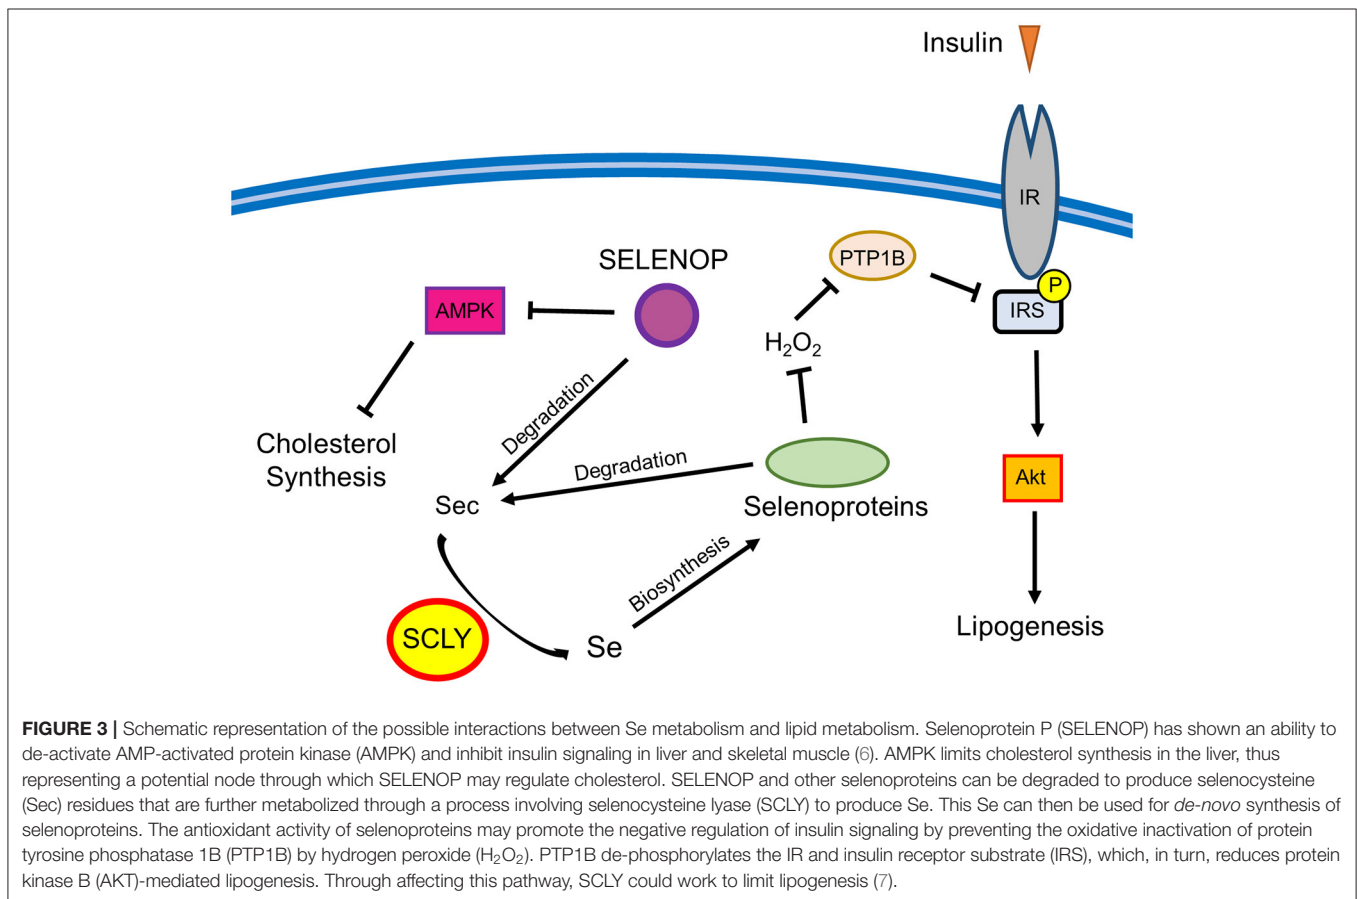 Insulin
IR
PTP1B
SELENOP
P
AMPK
IRS
H₂O₂
Degradation
Cholesterol
Synthesis
Degradation
Akt
Sec
Selenoproteins
Biosynthesis
Lipogenesis
SCLY
Se
FIGURE 3 | Schematic representation of the possible interactions between Se metabolism and lipid metabolism. Selenoprotein P (SELENOP) has shown an ability to
de-activate AMP-activated protein kinase (AMPK) and inhibit insulin signaling in liver and skeletal muscle (6). AMPK limits cholesterol synthesis in the liver, thus
representing a potential node through which SELENOP may regulate cholesterol. SELENOP and other selenoproteins can be degraded to produce selenocysteine
(Sec) residues that are further metabolized through a process involving selenocysteine lyase (SCLY) to produce Se. This Se can then be used for de-novo synthesis of
selenoproteins. The antioxidant activity of selenoproteins may promote the negative regulation of insulin signaling by preventing the oxidative inactivation of protein
tyrosine phosphatase 1B (PTP1B) by hydrogen peroxide (H₂O₂). PTP1B de-phosphorylates the IR and insulin receptor substrate (IRS), which, in turn, reduces protein
kinase B (AKT)-mediated lipogenesis. Through affecting this pathway, SCLY could work to limit lipogenesis (7).